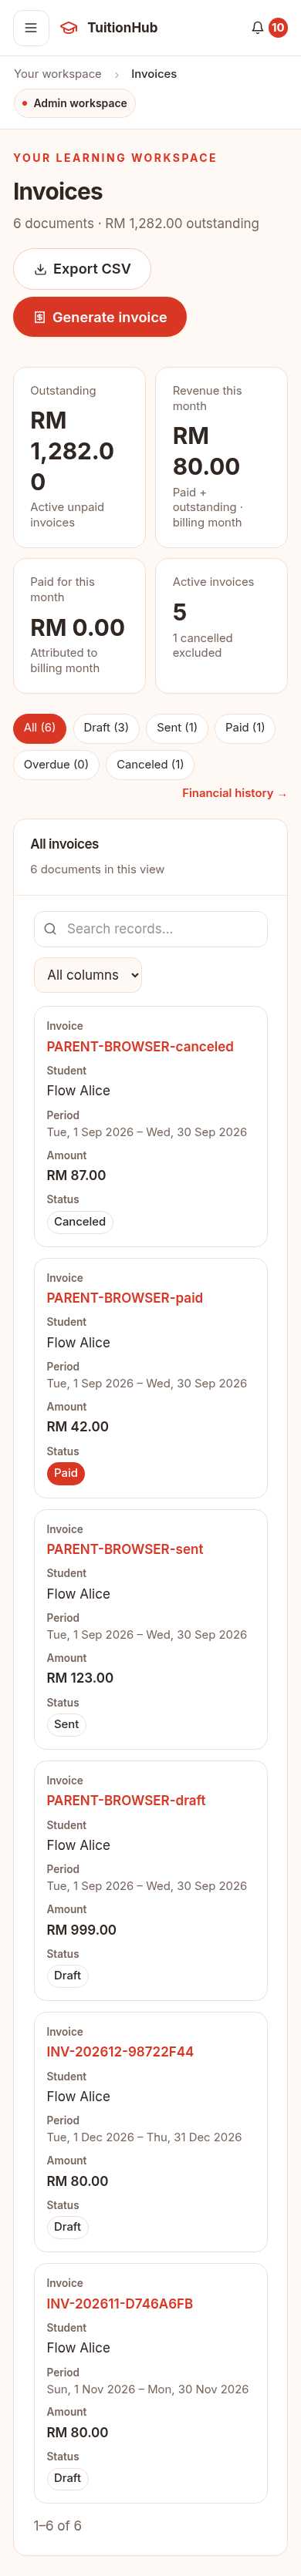 TuitionHub
10
Your workspace › Invoices
Admin workspace
YOUR LEARNING WORKSPACE
Invoices
6 documents · RM 1,282.00 outstanding
Export CSV
Generate invoice
Outstanding
RM
1,282.0
0
Active unpaid
invoices
Revenue this
month
RM
80.00
Paid +
outstanding ·
billing month
Paid for this
month
RM 0.00
Attributed to
billing month
Active invoices
5
1 cancelled
excluded
All (6)
Draft (3)
Sent (1)
Paid (1)
Overdue (0)
Canceled (1)
Financial history →
All invoices
6 documents in this view
Search records...
All columns
Invoice
PARENT-BROWSER-canceled
Student
Flow Alice
Period
Tue, 1 Sep 2026 – Wed, 30 Sep 2026
Amount
RM 87.00
Status
Canceled
Invoice
PARENT-BROWSER-paid
Student
Flow Alice
Period
Tue, 1 Sep 2026 – Wed, 30 Sep 2026
Amount
RM 42.00
Status
Paid
Invoice
PARENT-BROWSER-sent
Student
Flow Alice
Period
Tue, 1 Sep 2026 – Wed, 30 Sep 2026
Amount
RM 123.00
Status
Sent
Invoice
PARENT-BROWSER-draft
Student
Flow Alice
Period
Tue, 1 Sep 2026 – Wed, 30 Sep 2026
Amount
RM 999.00
Status
Draft
Invoice
INV-202612-98722F44
Student
Flow Alice
Period
Tue, 1 Dec 2026 – Thu, 31 Dec 2026
Amount
RM 80.00
Status
Draft
Invoice
INV-202611-D746A6FB
Student
Flow Alice
Period
Sun, 1 Nov 2026 – Mon, 30 Nov 2026
Amount
RM 80.00
Status
Draft
1–6 of 6